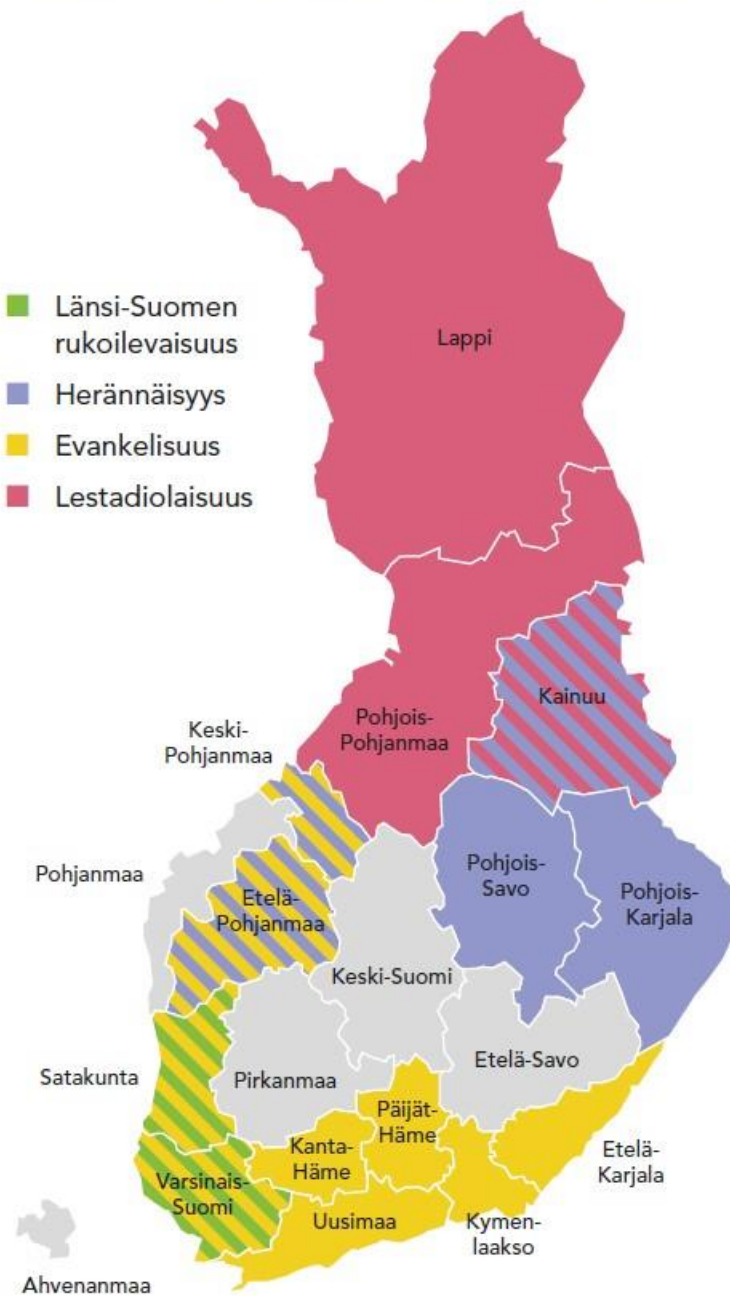 Länsi-Suomen
rukoilevaisuus
Herännäisyys
Evankelisuus
Lestadiolaisuus
Lappi
Kainuu
Pohjois-
Pohjanmaa
Keski-
Pohjanmaa
Pohjanmaa
Etelä-
Pohjanmaa
Pohjois-
Savo
Pohjois-
Karjala
Keski-Suomi
Etelä-Savo
Satakunta
Pirkanmaa
Päijät-
Häme
Kanta-
Häme
Etelä-
Karjala
Varsinais-
Suomi
Uusimaa
Kymen-
laakso
Ahvenanmaa